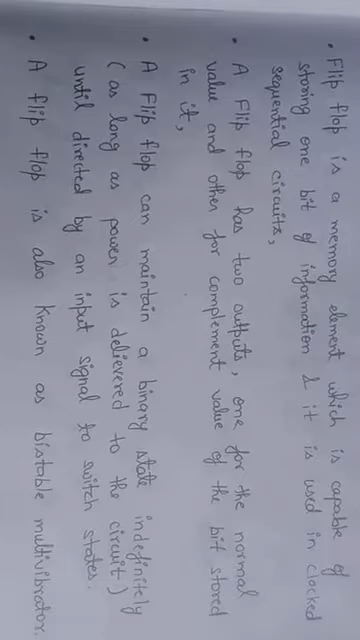 • Flip flop is a memory element which is capable of
storing one bit of information & it is used in clocked
sequential circuits,
• A Flip flop has two outputs, one for the normal
value and other for complement value of the bit stored
in it,
• A Flip flop can maintain a binary state indefinitely
(as long as power is delievered to the circuit)
until directed by an input signal to switch states.
• A flip flop is also known as bistable multivibrator.